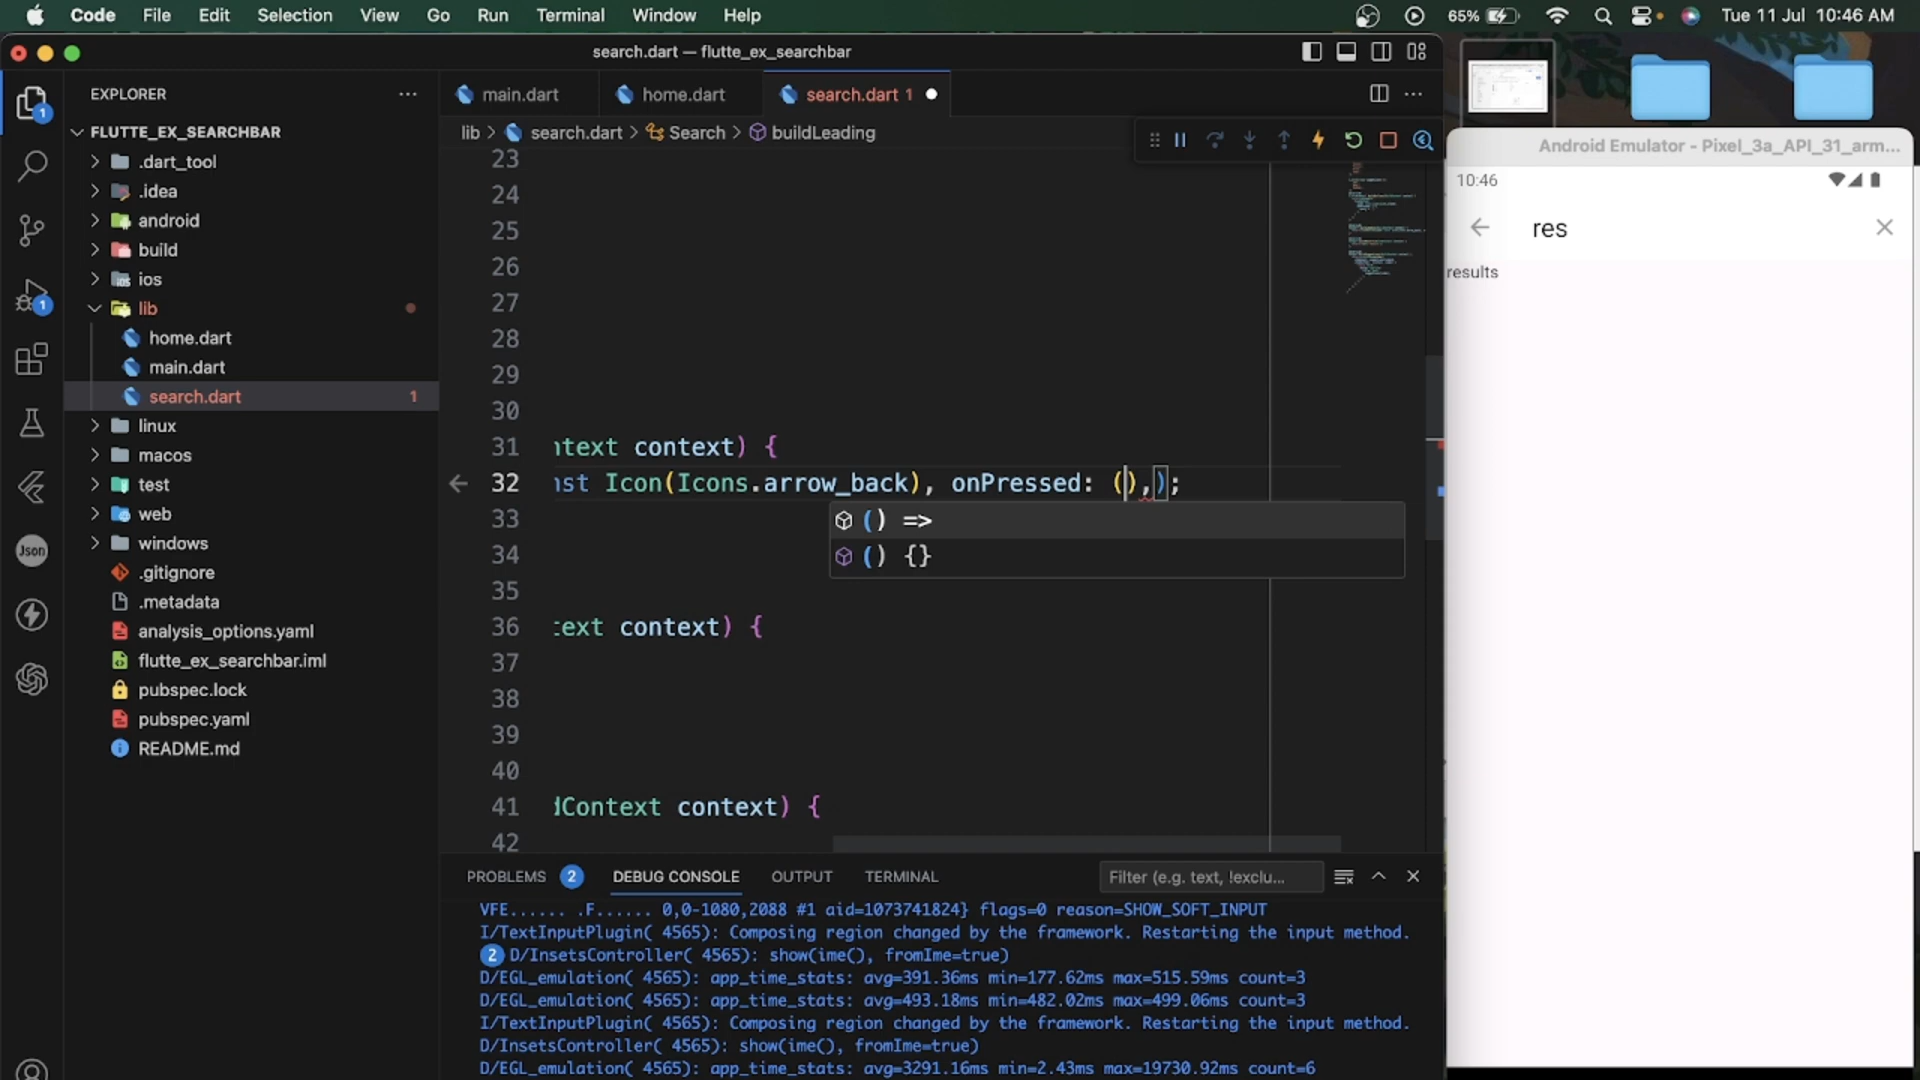 Code File Edit Selection View Go Run Terminal Window Help 65% Tue 11 Jul 10:46 AM
search.dart — flutte_ex_searchbar
EXPLORER
main.dart home.dart search.dart 1
lib > search.dart > Search > buildLeading
1
FLUTTE_EX_SEARCHBAR
.dart_tool
.idea
android
build
ios
1
lib
home.dart
main.dart
search.dart 1
linux
macos
test
web
windows
Json
.gitignore
.metadata
analysis_options.yaml
flutte_ex_searchbar.iml
pubspec.lock
pubspec.yaml
README.md
23
24
25
26
27
28
29
30
31 ntext context) {
32 nst Icon(Icons.arrow_back), onPressed: (),);
33 () =>
34 () {}
35
36 text context) {
37
38
39
40
41 dContext context) {
42
PROBLEMS 2 DEBUG CONSOLE OUTPUT TERMINAL Filter (e.g. text, !exclu...
VFE...... .F...... 0,0-1080,2088 #1 aid=1073741824} flags=0 reason=SHOW_SOFT_INPUT
I/TextInputPlugin( 4565): Composing region changed by the framework. Restarting the input method.
2 D/InsetsController( 4565): show(ime(), fromIme=true)
D/EGL_emulation( 4565): app_time_stats: avg=391.36ms min=177.62ms max=515.59ms count=3
D/EGL_emulation( 4565): app_time_stats: avg=493.18ms min=482.02ms max=499.06ms count=3
I/TextInputPlugin( 4565): Composing region changed by the framework. Restarting the input method.
D/InsetsController( 4565): show(ime(), fromIme=true)
D/EGL_emulation( 4565): app_time_stats: avg=3291.16ms min=2.43ms max=19730.92ms count=6
Android Emulator - Pixel_3a_API_31_arm...
10:46
res
results